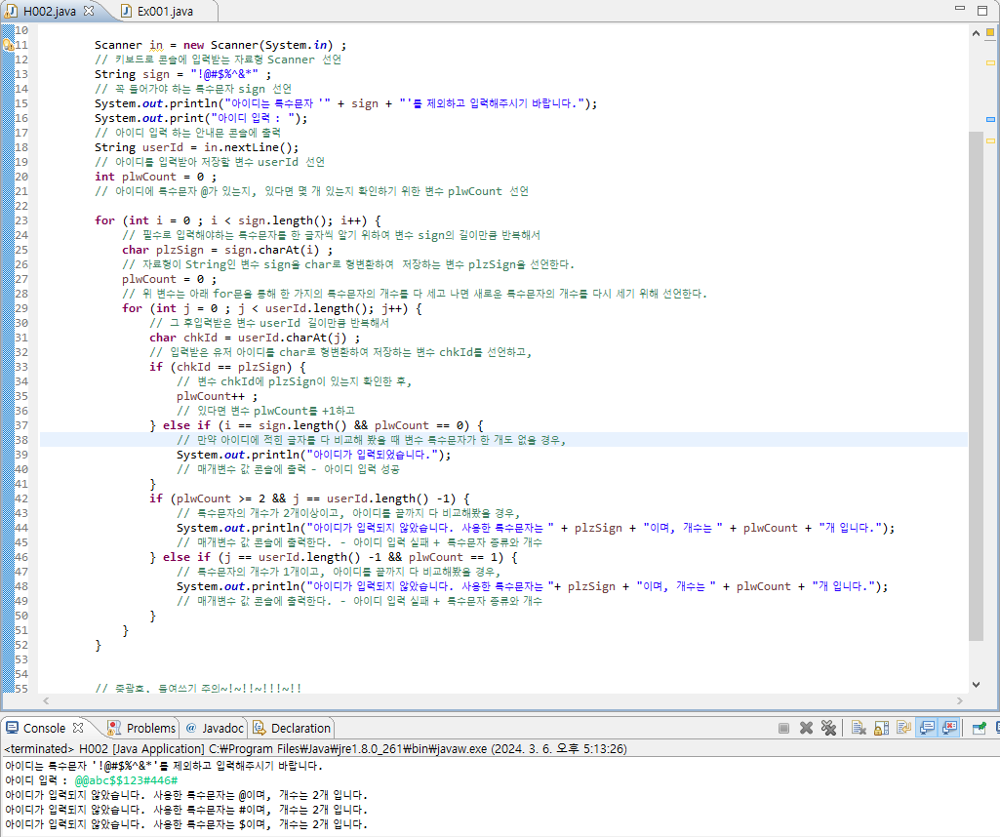 H002.java Ex001.java
10
11 Scanner in = new Scanner(System.in) ;
12 // 키보드로 콘솔에 입력받는 자료형 Scanner 선언
13 String sign = "!@#$%^&*" ;
14 // 꼭 들어가야 하는 특수문자 sign 선언
15 System.out.println("아이디는 특수문자 '" + sign + "'를 제외하고 입력해주시기 바랍니다.");
16 System.out.print("아이디 입력 : ");
17 // 아이디 입력 하는 안내문 콘솔에 출력
18 String userId = in.nextLine();
19 // 아이디를 입력받아 저장할 변수 userId 선언
20 int plwCount = 0 ;
21 // 아이디에 특수문자 @가 있는지, 있다면 몇 개 있는지 확인하기 위한 변수 plwCount 선언
22
23 for (int i = 0 ; i < sign.length(); i++) {
24 // 필수로 입력해야하는 특수문자를 한 글자씩 알기 위하여 변수 sign의 길이만큼 반복해서
25 char plzSign = sign.charAt(i) ;
26 // 자료형이 String인 변수 sign을 char로 형변환하여 저장하는 변수 plzSign을 선언한다.
27 plwCount = 0 ;
28 // 위 변수는 아래 for문을 통해 한 가지의 특수문자의 개수를 다 세고 나면 새로운 특수문자의 개수를 다시 세기 위해 선언한다.
29 for (int j = 0 ; j < userId.length(); j++) {
30 // 그 후입력받은 변수 userId 길이만큼 반복해서
31 char chkId = userId.charAt(j) ;
32 // 입력받은 유저 아이디를 char로 형변환하여 저장하는 변수 chkId를 선언하고,
33 if (chkId == plzSign) {
34 // 변수 chkId에 plzSign이 있는지 확인한 후,
35 plwCount++ ;
36 // 있다면 변수 plwCount를 +1하고
37 } else if (i == sign.length() && plwCount == 0) {
38 // 만약 아이디에 적힌 글자를 다 비교해 봤을 때 변수 특수문자가 한 개도 없을 경우,
39 System.out.println("아이디가 입력되었습니다.");
40 // 매개변수 값 콘솔에 출력 - 아이디 입력 성공
41 }
42 if (plwCount >= 2 && j == userId.length() -1) {
43 // 특수문자의 개수가 2개이상이고, 아이디를 끝까지 다 비교해봤을 경우,
44 System.out.println("아이디가 입력되지 않았습니다. 사용한 특수문자는 " + plzSign + "이며, 개수는 " + plwCount + "개 입니다.");
45 // 매개변수 값 콘솔에 출력한다. - 아이디 입력 실패 + 특수문자 종류와 개수
46 } else if (j == userId.length() -1 && plwCount == 1) {
47 // 특수문자의 개수가 1개이고, 아이디를 끝까지 다 비교해봤을 경우,
48 System.out.println("아이디가 입력되지 않았습니다. 사용한 특수문자는 "+ plzSign + "이며, 개수는 " + plwCount + "개 입니다.");
49 // 매개변수 값 콘솔에 출력한다. - 아이디 입력 실패 + 특수문자 종류와 개수
50 }
51 }
52 }
53
54
55 // 중괄호, 들여쓰기 주의~!~!!~!!!~!!
Console Problems @ Javadoc Declaration
<terminated> H002 [Java Application] C:₩Program Files₩Java₩jre1.8.0_261₩bin₩javaw.exe (2024. 3. 6. 오후 5:13:26)
아이디는 특수문자 '!@#$%^&*'를 제외하고 입력해주시기 바랍니다.
아이디 입력 : @@abc$$123#446#
아이디가 입력되지 않았습니다. 사용한 특수문자는 @이며, 개수는 2개 입니다.
아이디가 입력되지 않았습니다. 사용한 특수문자는 #이며, 개수는 2개 입니다.
아이디가 입력되지 않았습니다. 사용한 특수문자는 $이며, 개수는 2개 입니다.